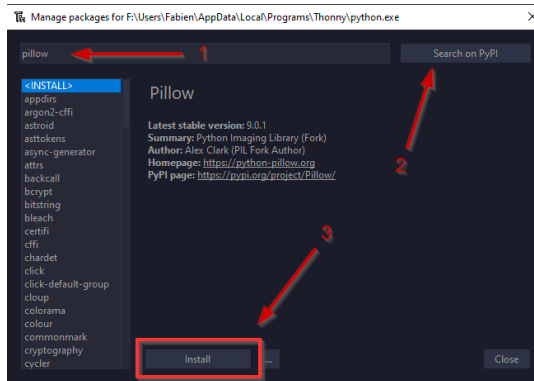 Manage packages for F:\Users\Fabien\AppData\Local\Programs\Thonny\python.exe
pillow
1
Search on PyPI
2
<INSTALL>
appdirs
argon2-cffi
astroid
asttokens
async-generator
attrs
backcall
bcrypt
bitstring
bleach
certifi
cffi
chardet
click
click-default-group
cloup
colorama
colour
commonmark
cryptography
cycler
Pillow
Latest stable version: 9.0.1
Summary: Python Imaging Library (Fork)
Author: Alex Clark (PIL Fork Author)
Homepage: https://python-pillow.org
PyPI page: https://pypi.org/project/Pillow/
3
Install
...
Close